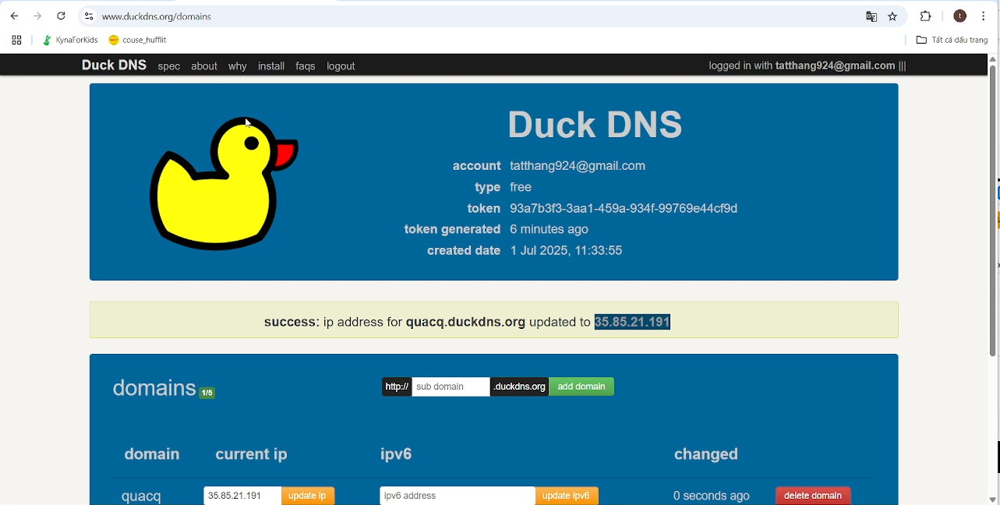 www.duckdns.org/domains
KynaForKids couse_hufflit Tất cả dấu trang
Duck DNS spec about why install faqs logout logged in with tatthang924@gmail.com |||
Duck DNS
account tatthang924@gmail.com
type free
token 93a7b3f3-3aa1-459a-934f-99769e44cf9d
token generated 6 minutes ago
created date 1 Jul 2025, 11:33:55
success: ip address for quacq.duckdns.org updated to 35.85.21.191
domains 1/5 http:// sub domain .duckdns.org add domain
domain current ip ipv6 changed
quacq 35.85.21.191 update ip ipv6 address update ipv6 0 seconds ago delete domain